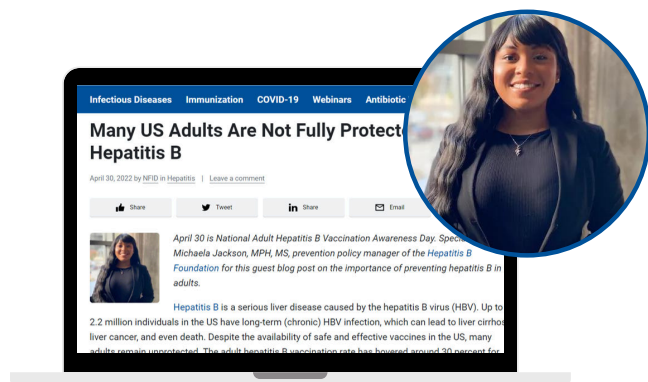 Infectious Diseases Immunization COVID-19 Webinars Antibiotic
Many US Adults Are Not Fully Protecte
Hepatitis B
April 30, 2022 by NFID in Hepatitis | Leave a comment
Share Tweet in Share Email
April 30 is National Adult Hepatitis B Vaccination Awareness Day. Special
Michaela Jackson, MPH, MS, prevention policy manager of the Hepatitis B
Foundation for this guest blog post on the importance of preventing hepatitis B in
adults.
Hepatitis B is a serious liver disease caused by the hepatitis B virus (HBV). Up to
2.2 million individuals in the US have long-term (chronic) HBV infection, which can lead to liver cirrhos
liver cancer, and even death. Despite the availability of safe and effective vaccines in the US, many
adults remain unprotected. The adult hepatitis B vaccination rate has hovered around 30 percent for